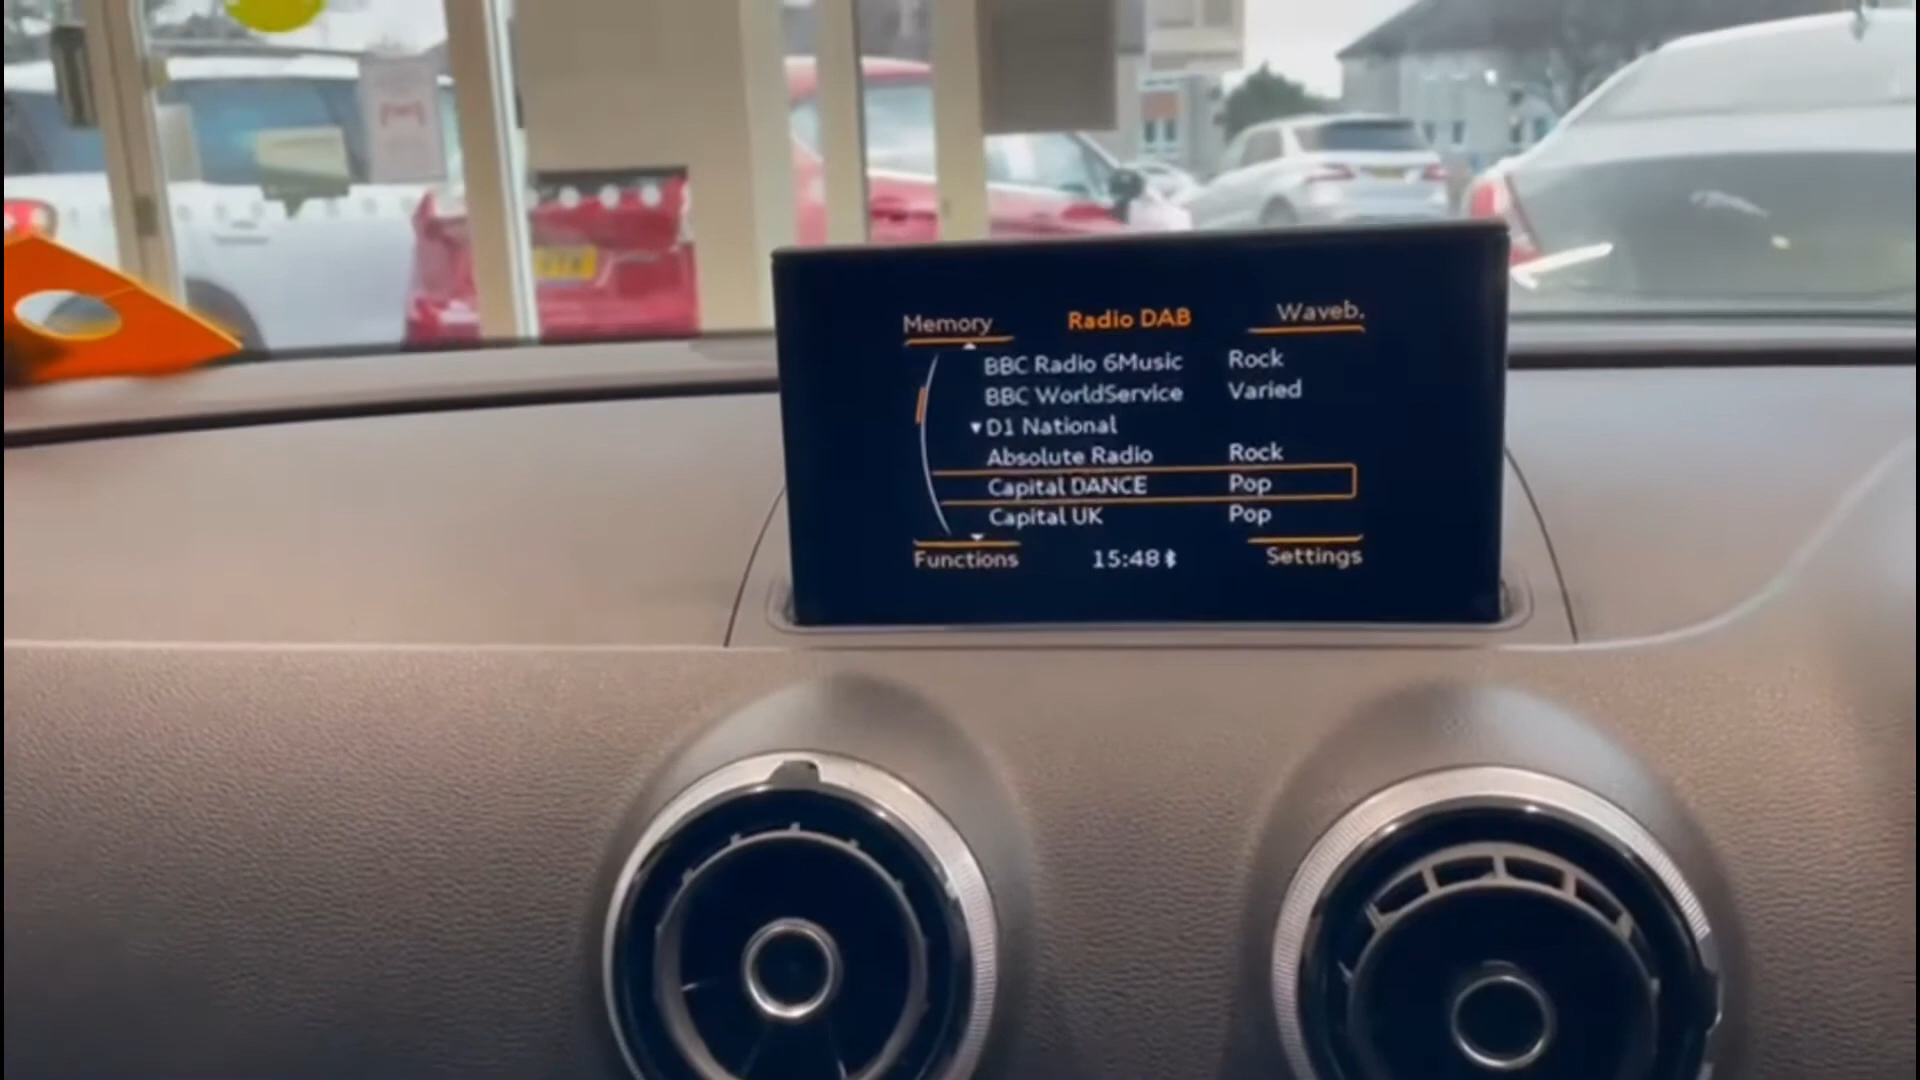 Memory Radio DAB Waveb.
BBC Radio 6Music Rock
BBC WorldService Varied
▼D1 National
Absolute Radio Rock
Capital DANCE Pop
Capital UK Pop
Functions 15:48 Settings